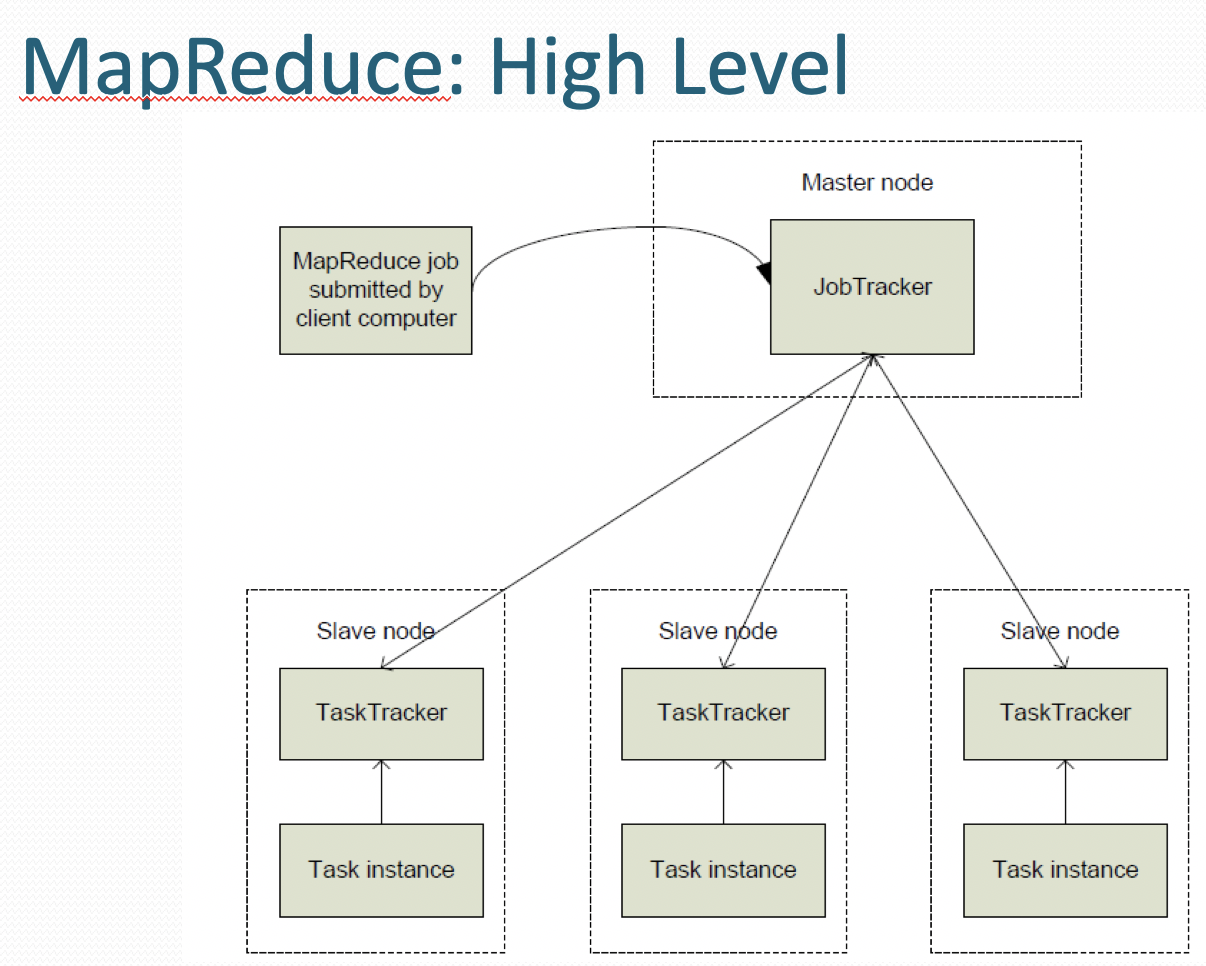 MapReduce: High Level
Master node
MapReduce job
submitted by
client computer
JobTracker
Slave node
Slave node
Slave node
TaskTracker
TaskTracker
TaskTracker
Task instance
Task instance
Task instance